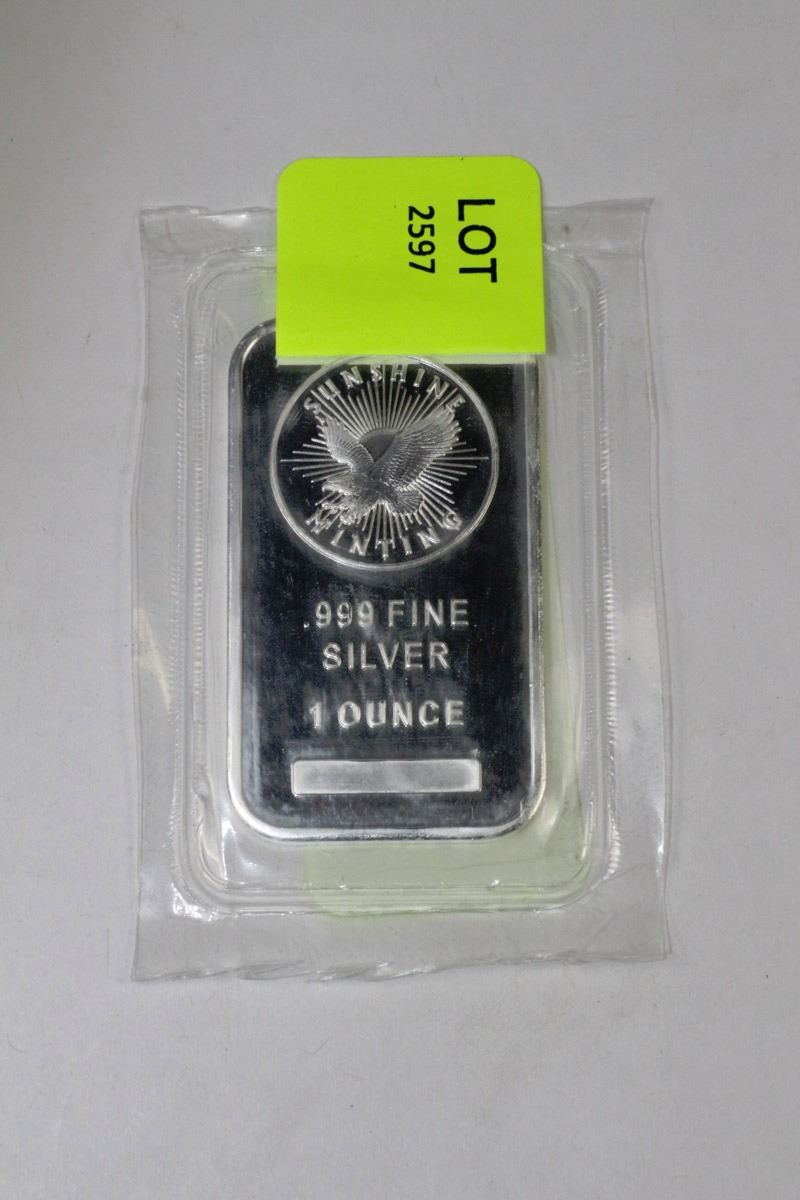 LOT
2597
SUNSHINE
MINTING
.999 FINE
SILVER
1 OUNCE